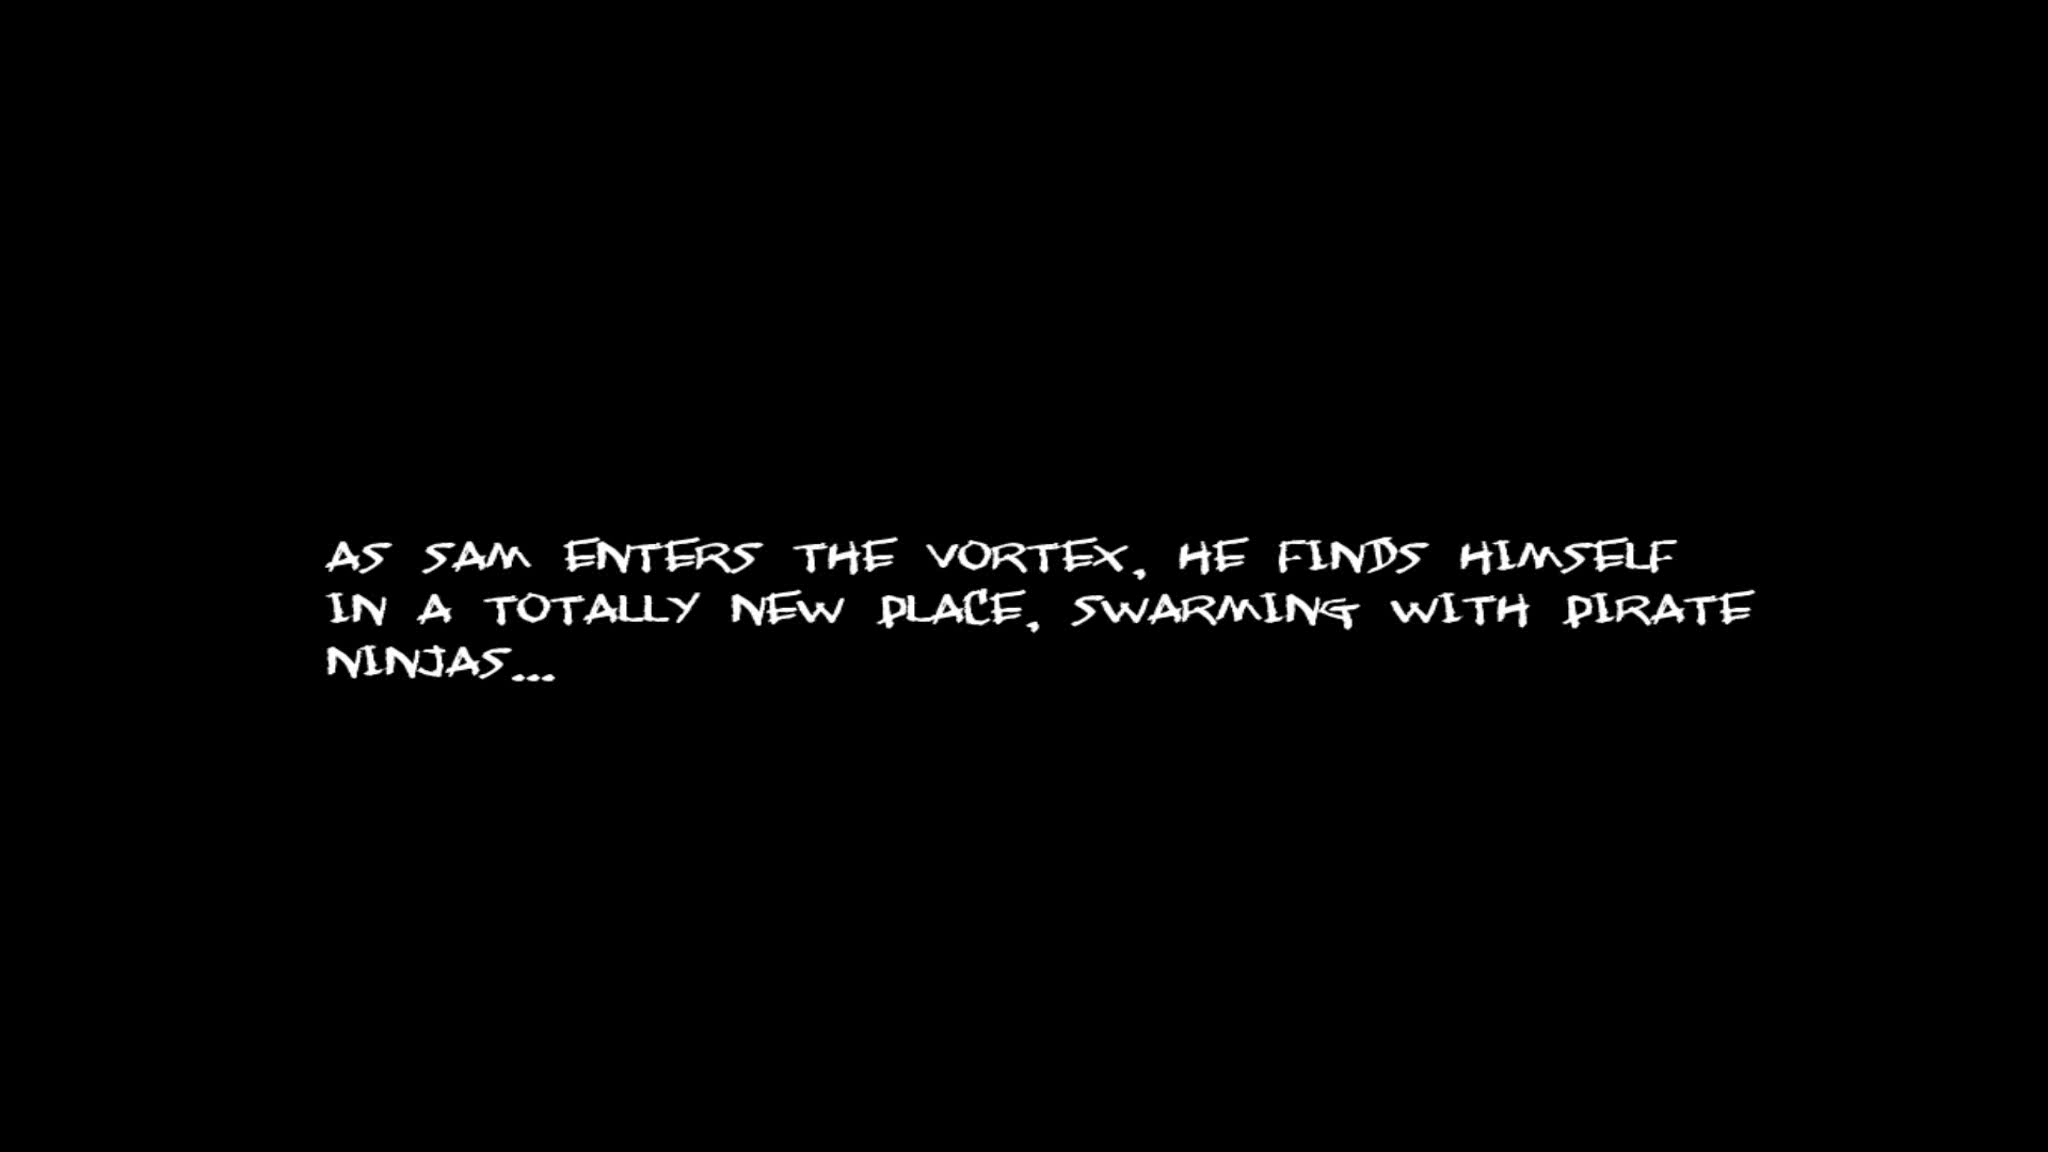 AS SAM ENTERS THE VORTEX, HE FINDS HIMSELF
IN A TOTALLY NEW PLACE, SWARMING WITH PIRATE
NINJAS...